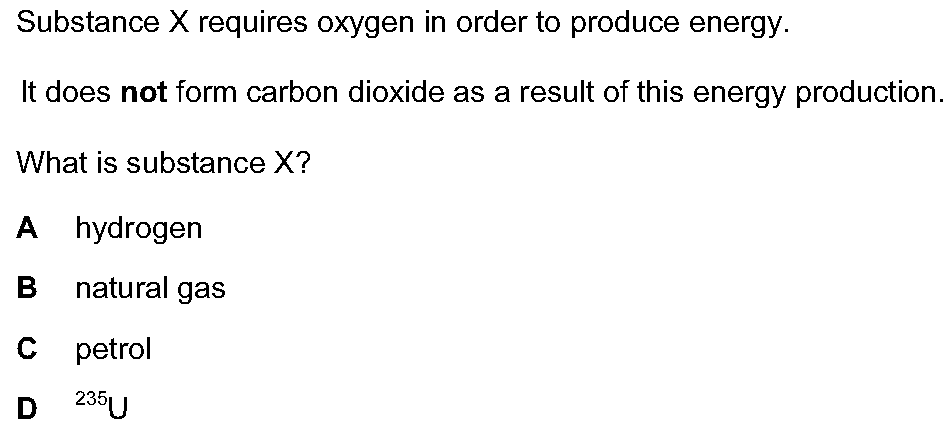 Substance X requires oxygen in order to produce energy.
It does not form carbon dioxide as a result of this energy production.
What is substance X?
A hydrogen
B natural gas
C petrol
D ²³⁵U